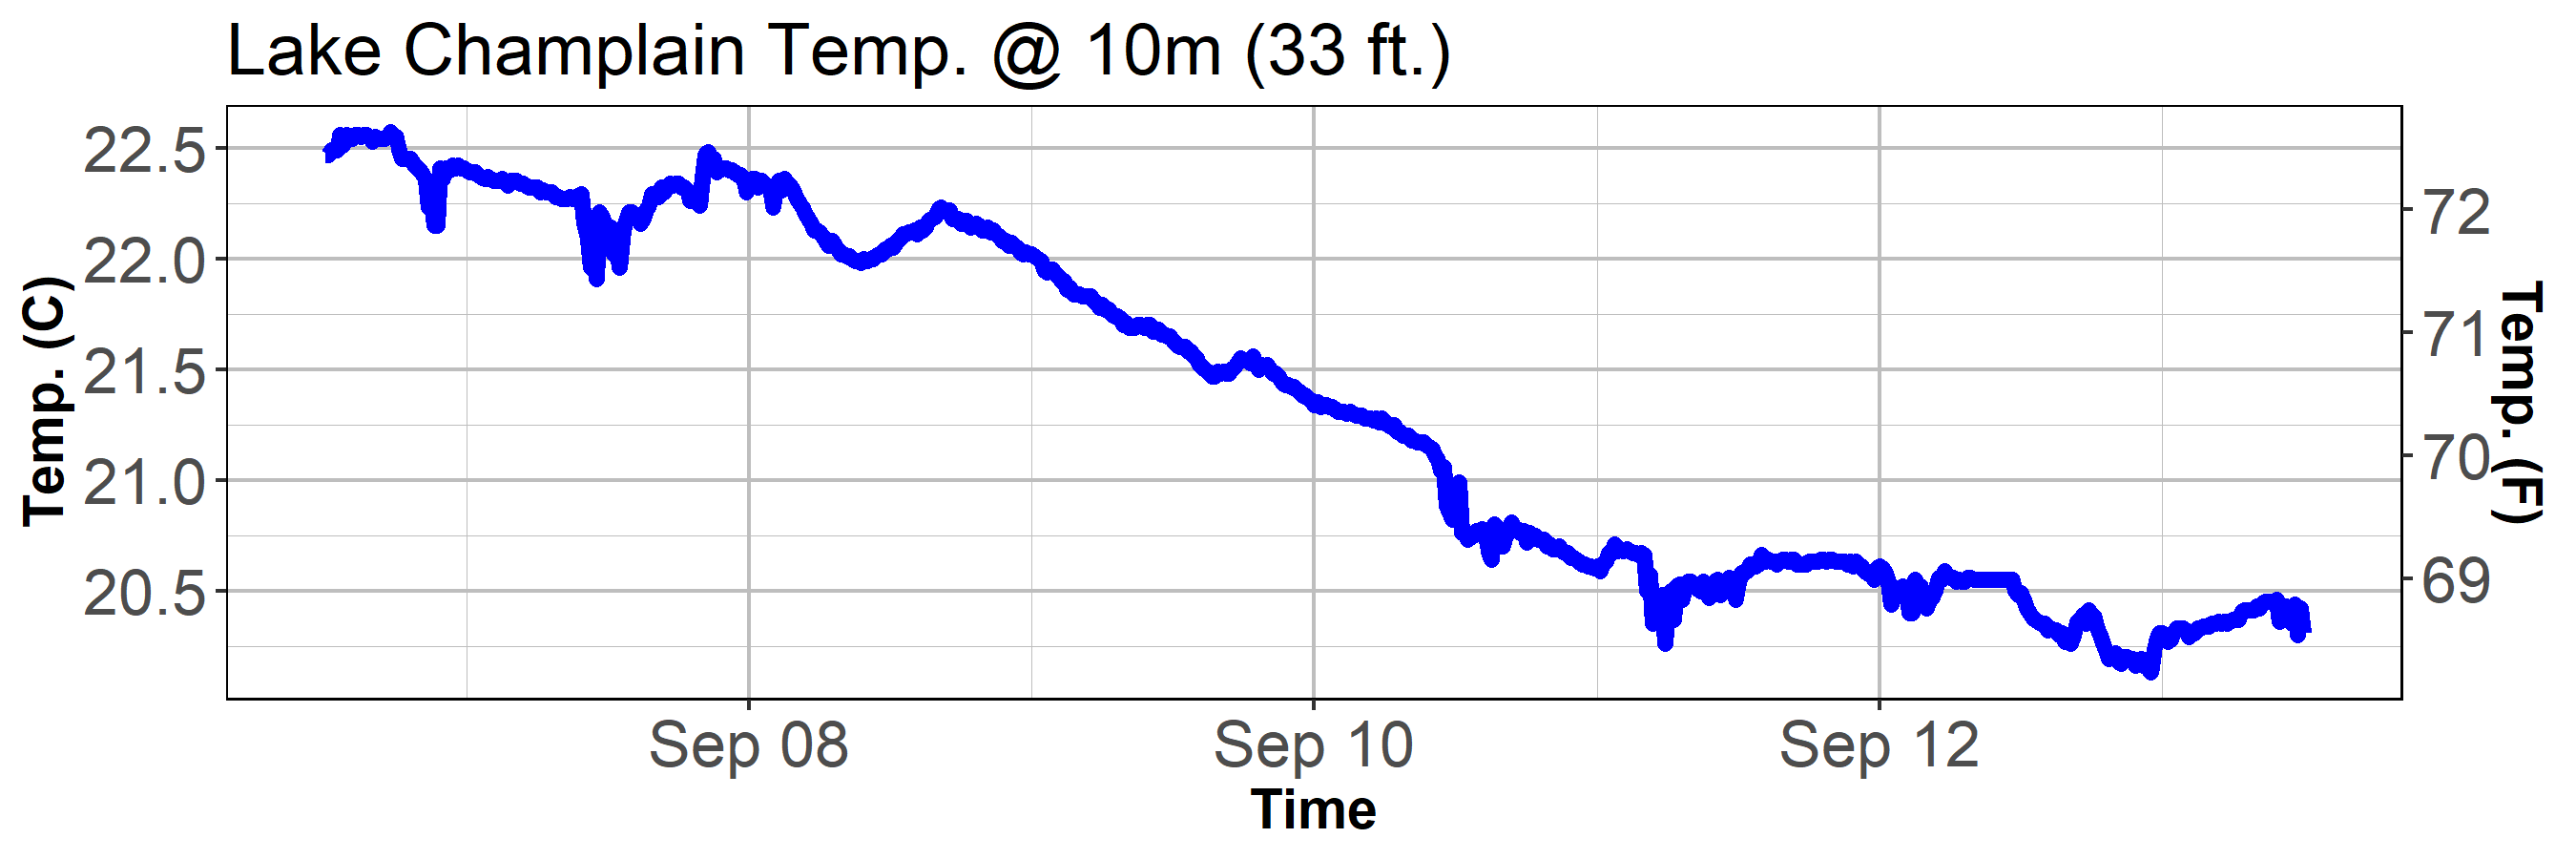 Lake Champlain Temp. @ 10m (33 ft.)
Temp. (C)
22.5
22.0
21.5
21.0
20.5
72
71
70
69
Temp. (F)
Sep 08
Sep 10
Sep 12
Time